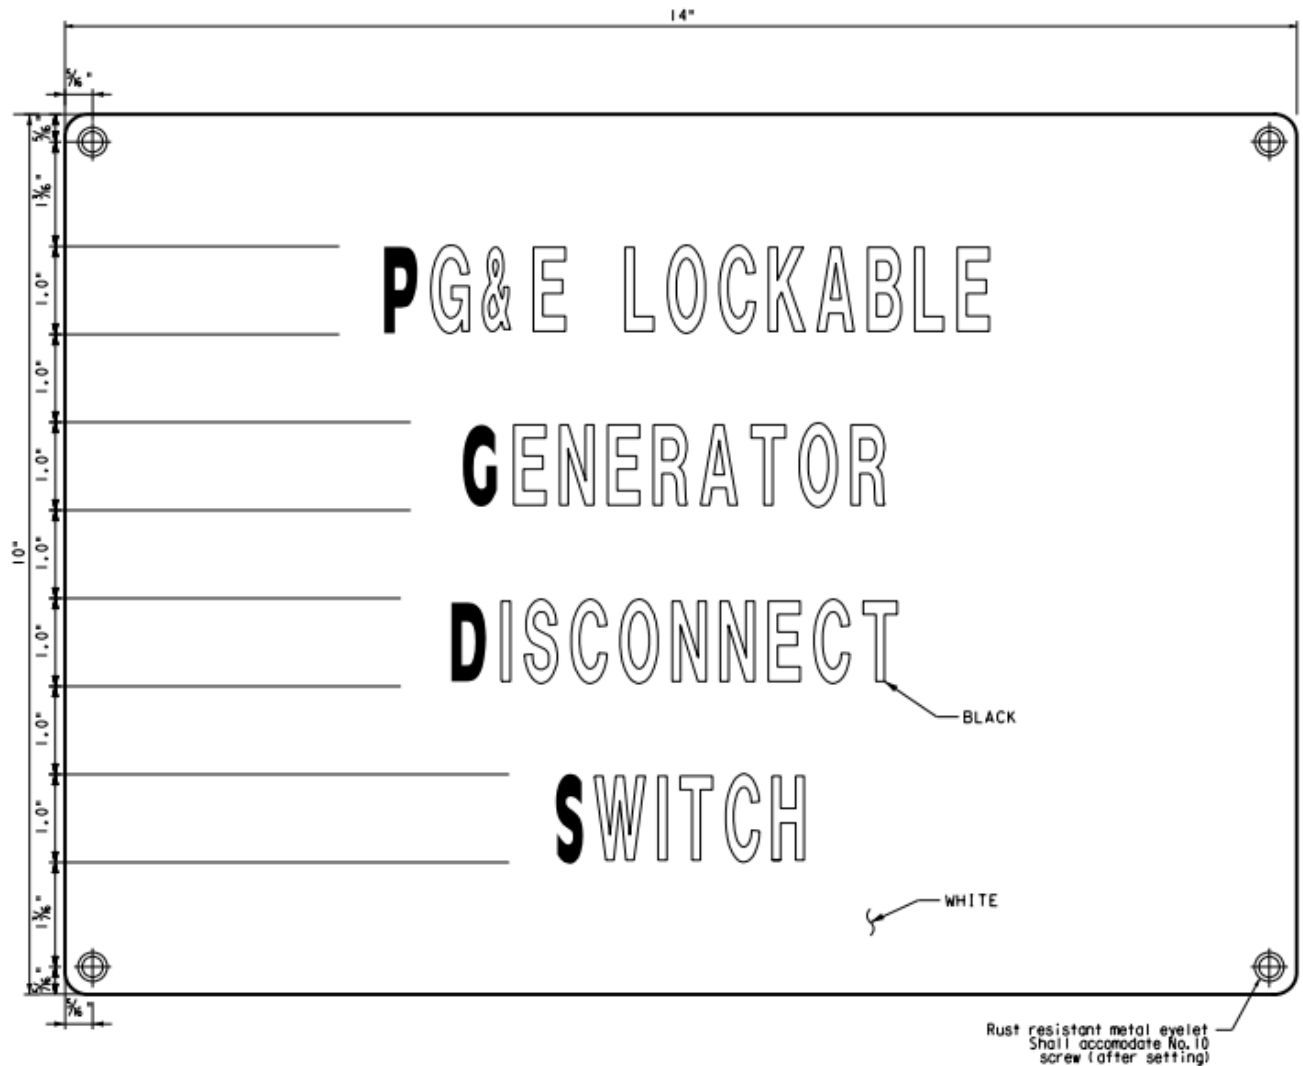 14"
5/16 "
5/16 "
1 3/16 "
PG&E LOCKABLE
1.0"
1.0"
GENERATOR
1.0"
10"
1.0"
DISCONNECT
1.0"
BLACK
1.0"
SWITCH
1.0"
WHITE
1 3/16 "
5/16 "
5/16 "
Rust resistant metal eyelet
Shall accomodate No.10
screw (after setting)